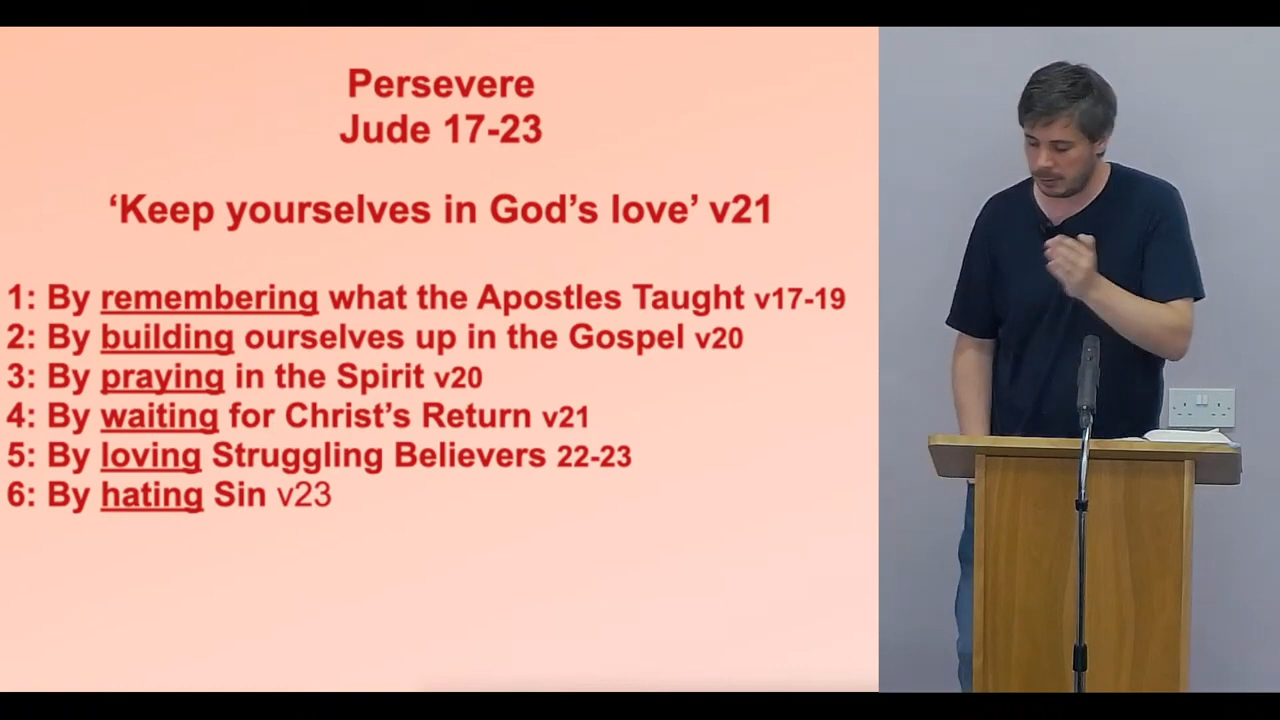 Persevere
Jude 17-23
‘Keep yourselves in God’s love’ v21
1: By remembering what the Apostles Taught v17-19
2: By building ourselves up in the Gospel v20
3: By praying in the Spirit v20
4: By waiting for Christ’s Return v21
5: By loving Struggling Believers 22-23
6: By hating Sin v23